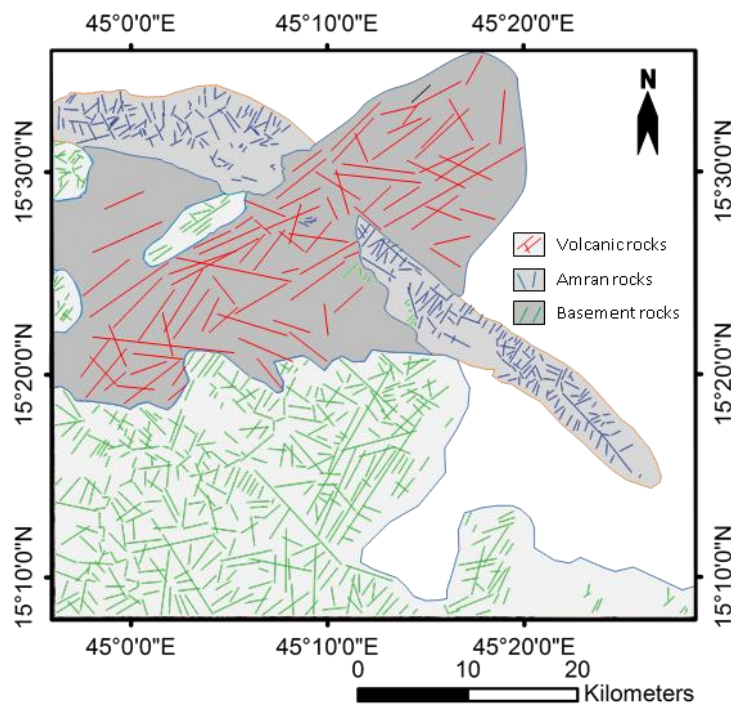 45°0'0"E 45°10'0"E 45°20'0"E
N
15°30'0"N 15°30'0"N
Volcanic rocks
Amran rocks
Basement rocks
15°20'0"N 15°20'0"N
15°10'0"N 15°10'0"N
45°0'0"E 45°10'0"E 45°20'0"E
0 10 20
Kilometers